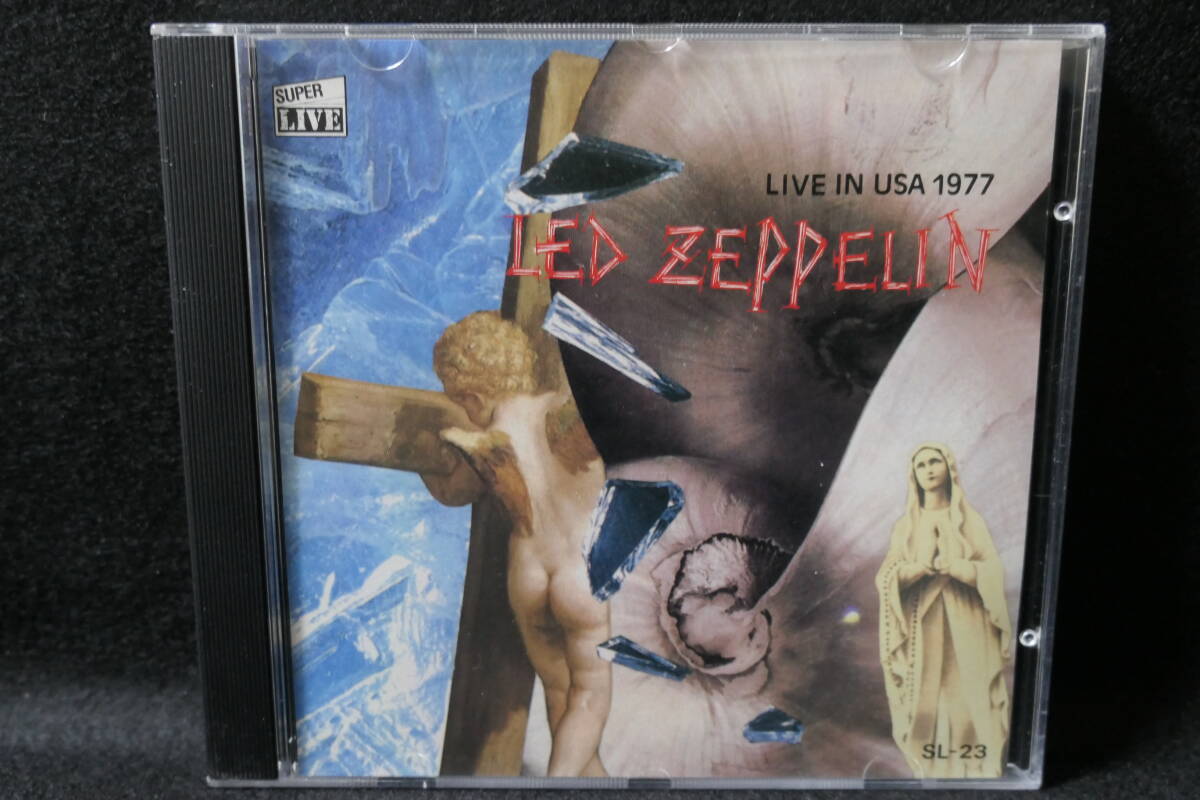 SUPER
LIVE
LIVE IN USA 1977
LED ZEPPELIN
SL-23